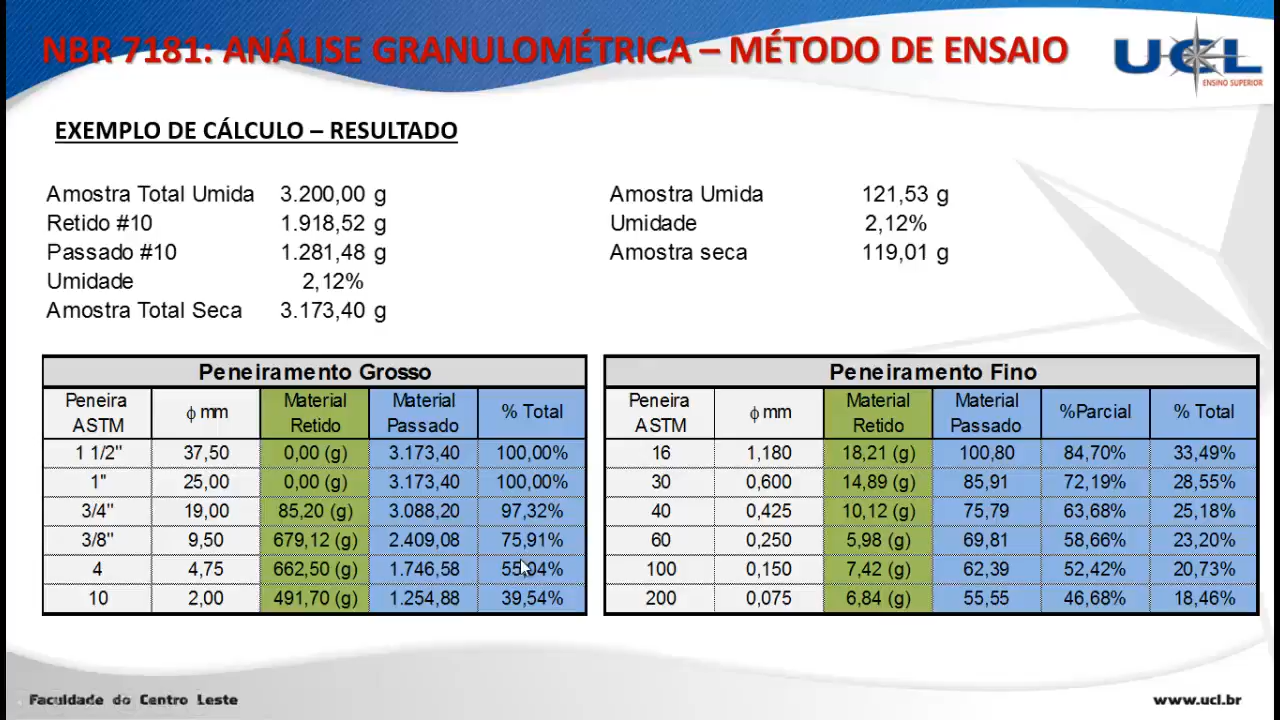 NBR 7181: ANÁLISE GRANULOMÉTRICA – MÉTODO DE ENSAIO
UCL
ENSINO SUPERIOR
EXEMPLO DE CÁLCULO – RESULTADO
Amostra Total Umida 3.200,00 g
Retido #10 1.918,52 g
Passado #10 1.281,48 g
Umidade 2,12%
Amostra Total Seca 3.173,40 g
Amostra Umida 121,53 g
Umidade 2,12%
Amostra seca 119,01 g
Peneiramento Grosso
Peneira ASTM ϕ mm Material Retido Material Passado % Total
1 1/2" 37,50 0,00 (g) 3.173,40 100,00%
1" 25,00 0,00 (g) 3.173,40 100,00%
3/4" 19,00 85,20 (g) 3.088,20 97,32%
3/8" 9,50 679,12 (g) 2.409,08 75,91%
4 4,75 662,50 (g) 1.746,58 55,04%
10 2,00 491,70 (g) 1.254,88 39,54%
Peneiramento Fino
Peneira ASTM ϕ mm Material Retido Material Passado %Parcial % Total
16 1,180 18,21 (g) 100,80 84,70% 33,49%
30 0,600 14,89 (g) 85,91 72,19% 28,55%
40 0,425 10,12 (g) 75,79 63,68% 25,18%
60 0,250 5,98 (g) 69,81 58,66% 23,20%
100 0,150 7,42 (g) 62,39 52,42% 20,73%
200 0,075 6,84 (g) 55,55 46,68% 18,46%
Faculdade do Centro Leste
www.ucl.br